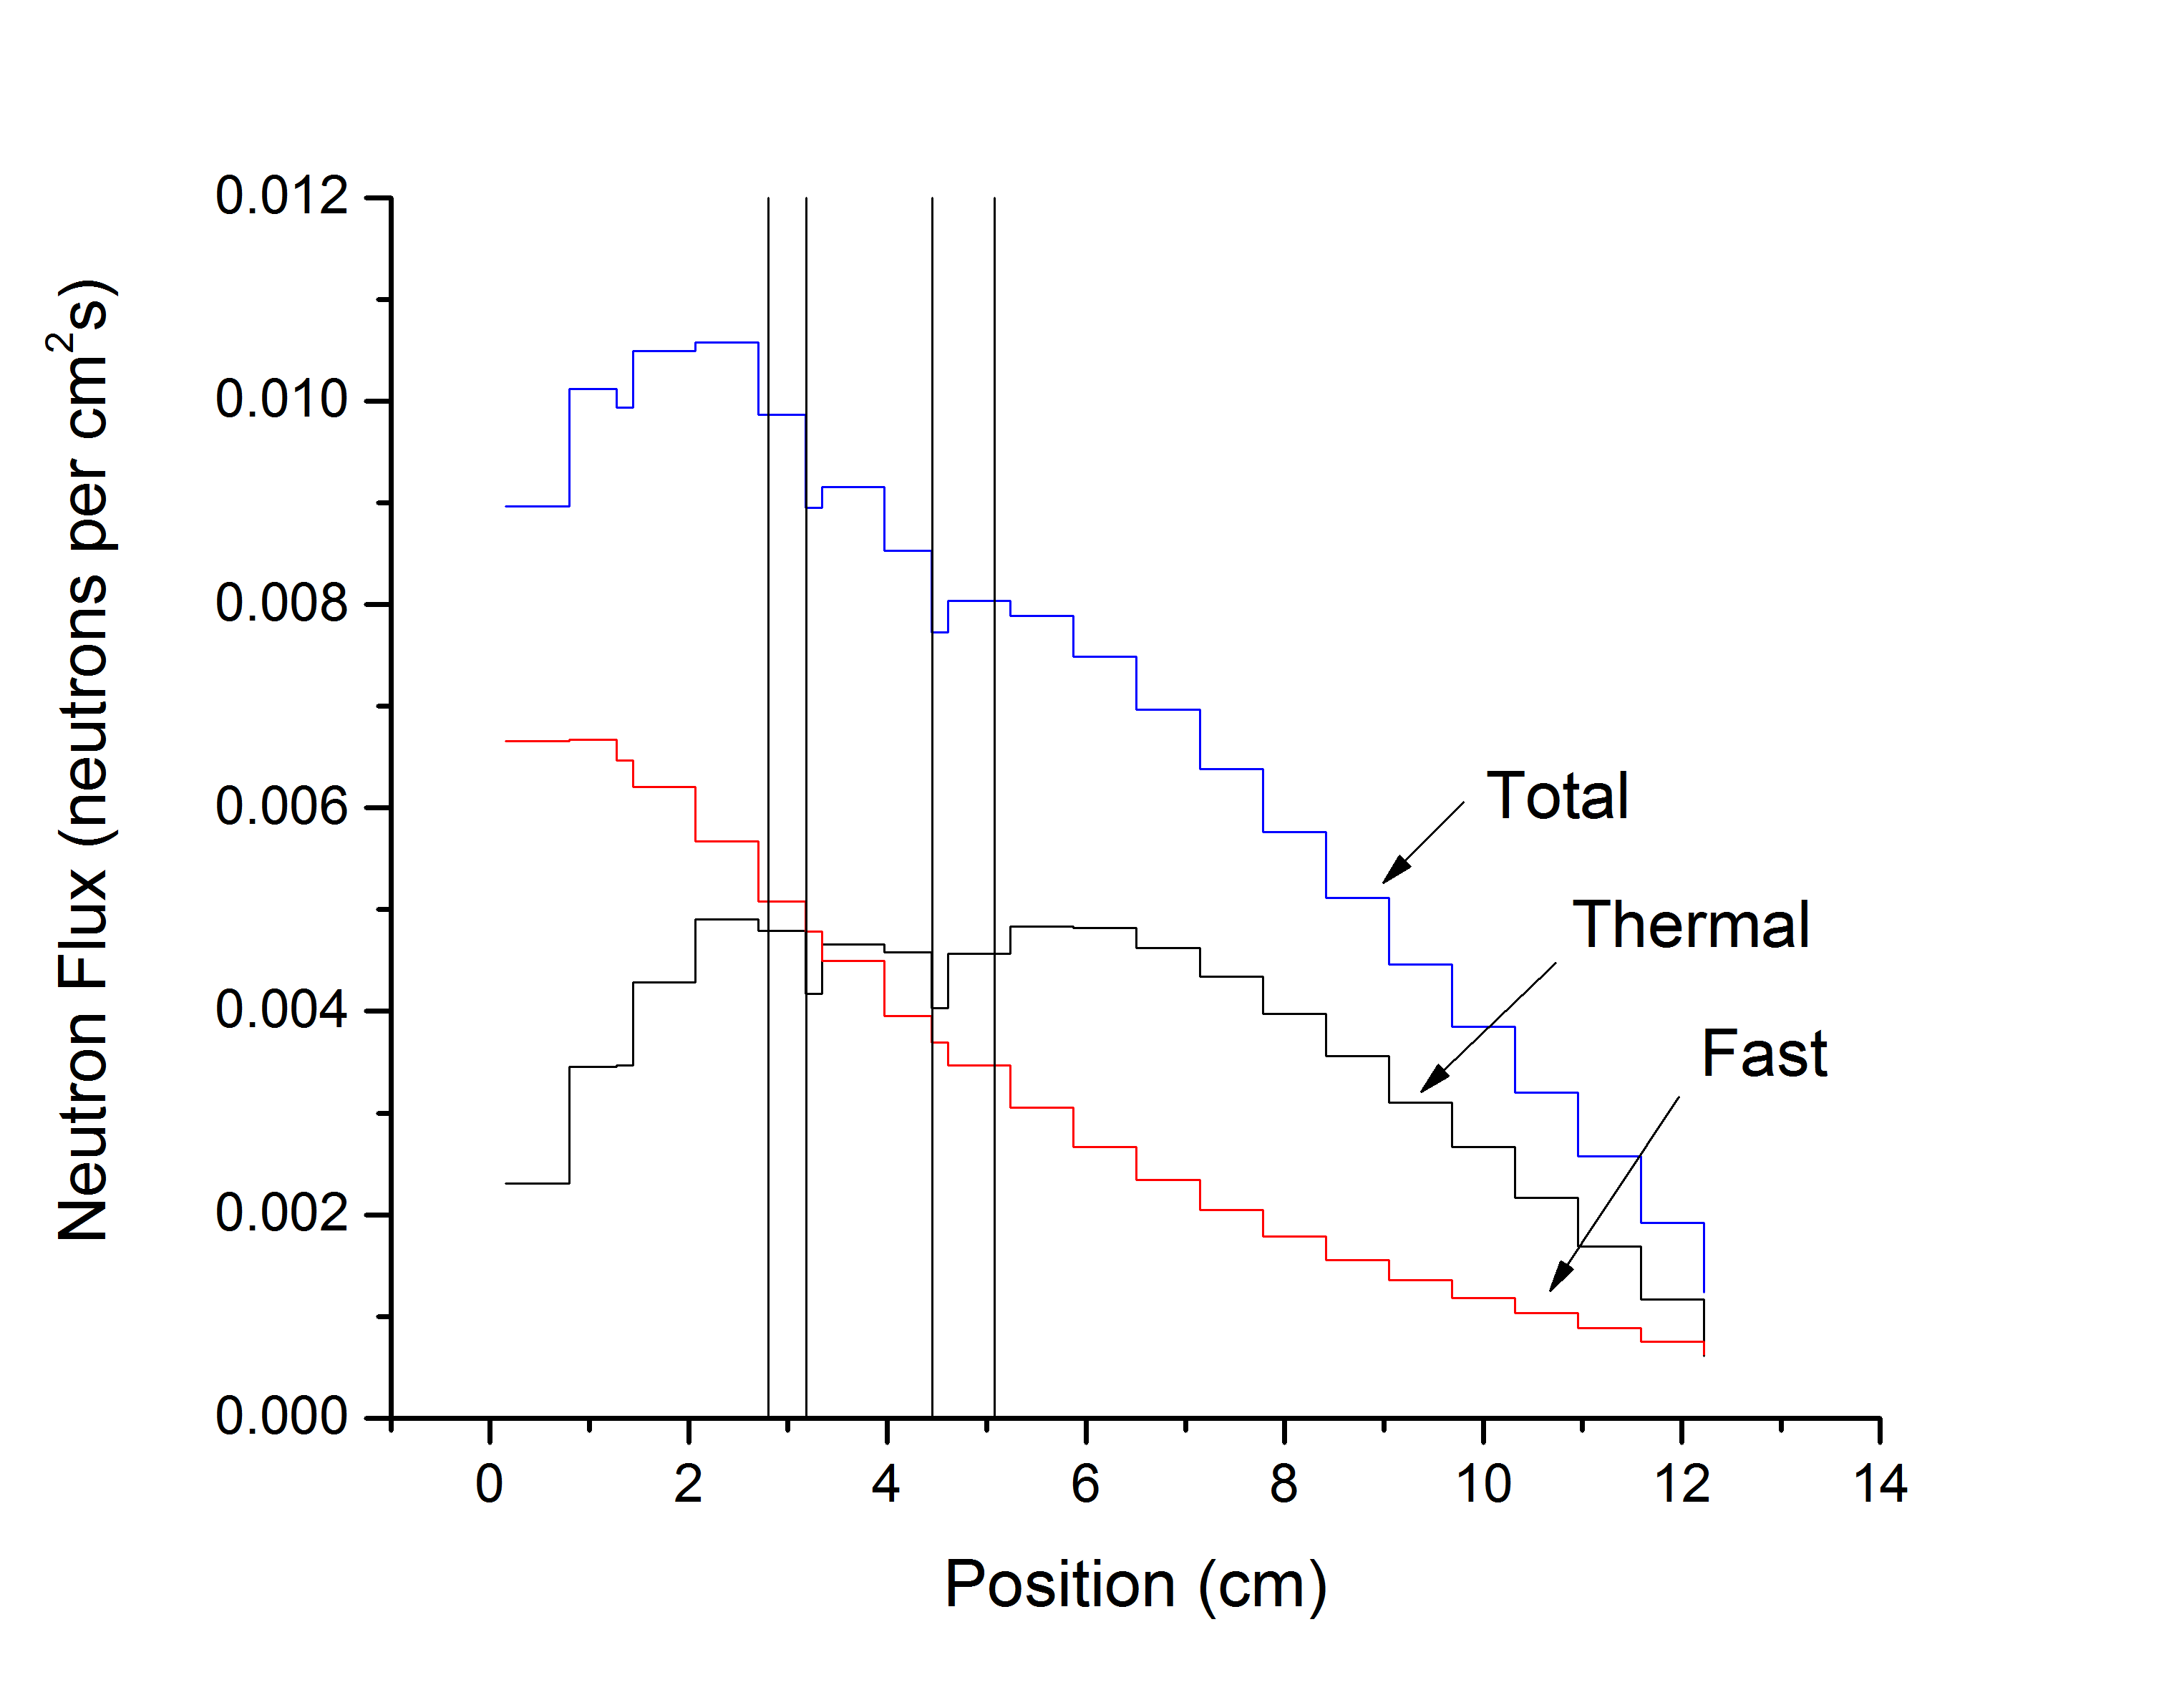 0.012
0.010
0.008
0.006
0.004
0.002
0.000
Neutron Flux (neutrons per cm²s)
Total
Thermal
Fast
0 2 4 6 8 10 12 14
Position (cm)